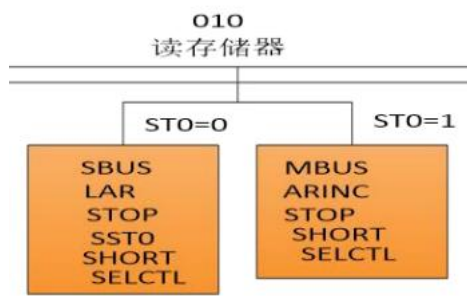 010
读存储器
ST0=0
ST0=1
SBUS
LAR
STOP
SST0
SHORT
SELCTL
MBUS
ARINC
STOP
SHORT
SELCTL